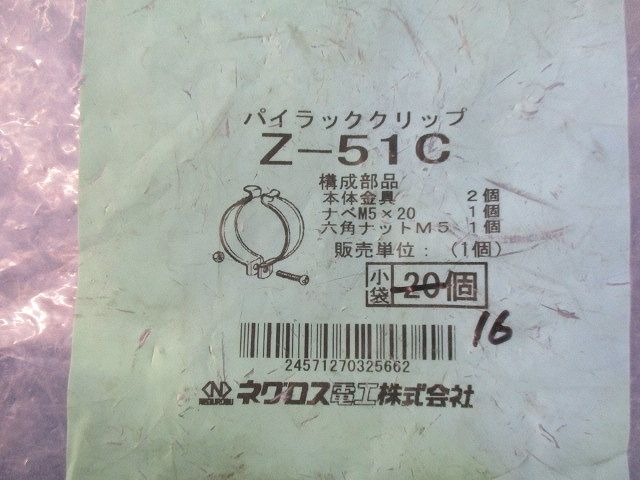 パイラッククリップ
Z-51C
構成部品
本体金具 2個
ナベM5×20 1個
六角ナットM5 1個
販売単位：(1個)
小袋 20個
16
24571270325662
ネグロス電工株式会社